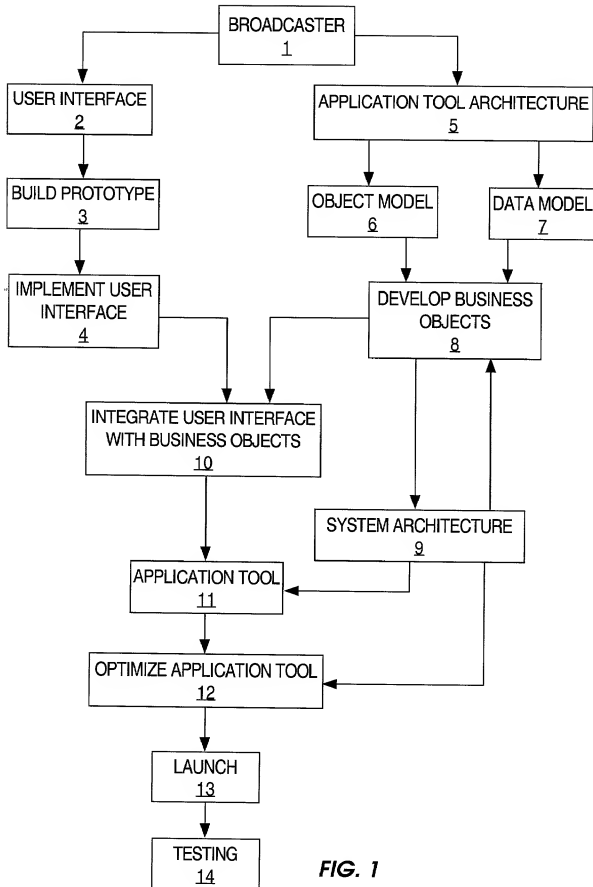 BROADCASTER
1
USER INTERFACE
2
APPLICATION TOOL ARCHITECTURE
5
BUILD PROTOTYPE
3
OBJECT MODEL
6
DATA MODEL
7
IMPLEMENT USER
INTERFACE
4
DEVELOP BUSINESS
OBJECTS
8
INTEGRATE USER INTERFACE
WITH BUSINESS OBJECTS
10
SYSTEM ARCHITECTURE
9
APPLICATION TOOL
11
OPTIMIZE APPLICATION TOOL
12
LAUNCH
13
TESTING
14
FIG. 1